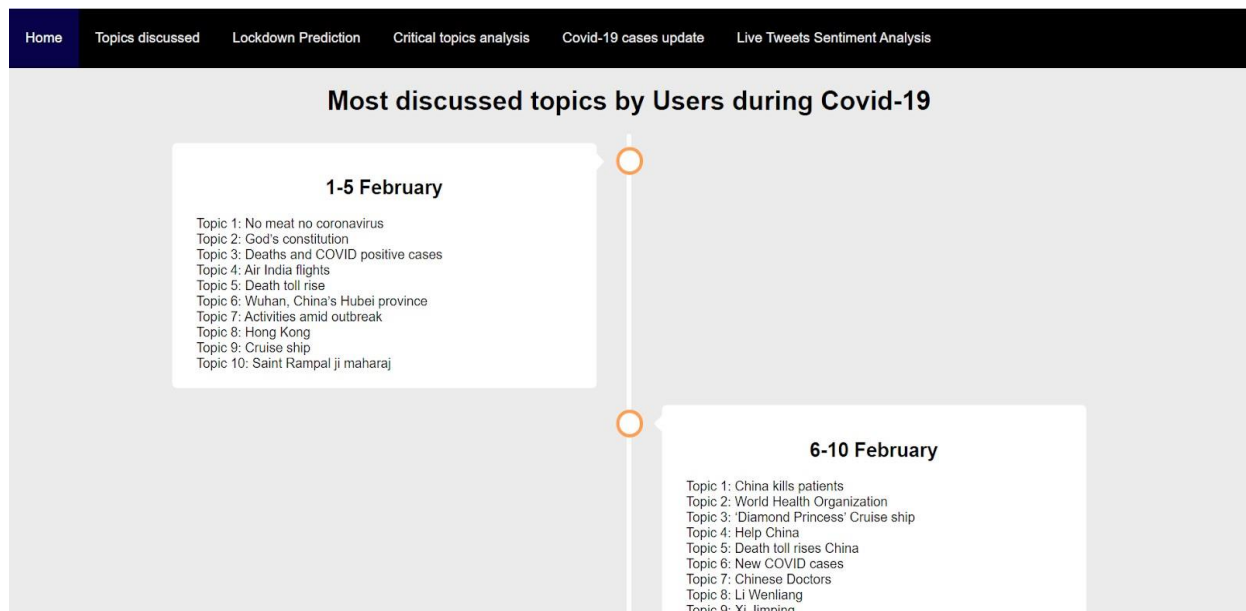 Home Topics discussed Lockdown Prediction Critical topics analysis Covid-19 cases update Live Tweets Sentiment Analysis
Most discussed topics by Users during Covid-19
1-5 February
Topic 1: No meat no coronavirus
Topic 2: God's constitution
Topic 3: Deaths and COVID positive cases
Topic 4: Air India flights
Topic 5: Death toll rise
Topic 6: Wuhan, China's Hubei province
Topic 7: Activities amid outbreak
Topic 8: Hong Kong
Topic 9: Cruise ship
Topic 10: Saint Rampal ji maharaj
6-10 February
Topic 1: China kills patients
Topic 2: World Health Organization
Topic 3: ‘Diamond Princess’ Cruise ship
Topic 4: Help China
Topic 5: Death toll rises China
Topic 6: New COVID cases
Topic 7: Chinese Doctors
Topic 8: Li Wenliang
Topic 9: Xi Jimping